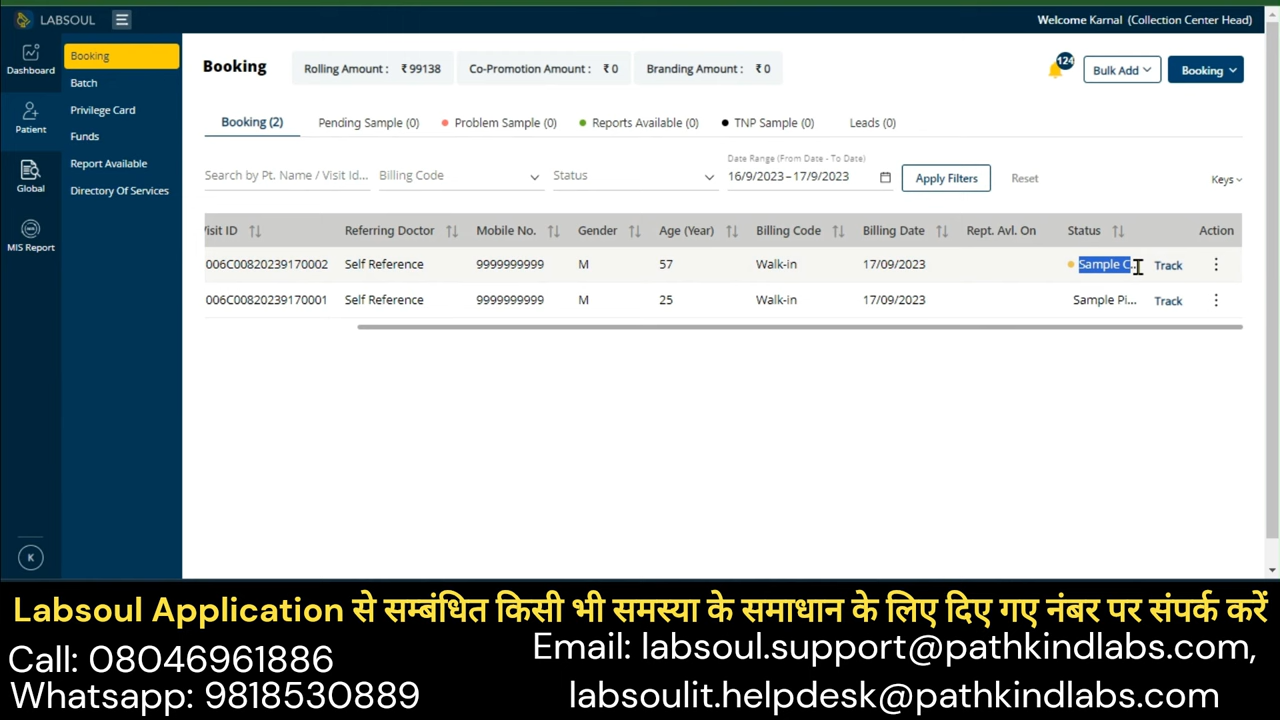 LABSOUL
Welcome Karnal (Collection Center Head)
Dashboard
Patient
Global
MIS Report
K
Booking
Batch
Privilege Card
Funds
Report Available
Directory Of Services
Booking
Rolling Amount : ₹ 99138
Co-Promotion Amount : ₹ 0
Branding Amount : ₹ 0
124
Bulk Add
Booking
Booking (2)
Pending Sample (0)
Problem Sample (0)
Reports Available (0)
TNP Sample (0)
Leads (0)
Search by Pt. Name / Visit Id...
Billing Code
Status
Date Range (From Date - To Date)
16/9/2023 – 17/9/2023
Apply Filters
Reset
Keys
Visit ID Referring Doctor Mobile No. Gender Age (Year) Billing Code Billing Date Rept. Avl. On Status Action
006C00820239170002 Self Reference 9999999999 M 57 Walk-in 17/09/2023 Sample C... Track
006C00820239170001 Self Reference 9999999999 M 25 Walk-in 17/09/2023 Sample Pi... Track
Labsoul Application से सम्बंधित किसी भी समस्या के समाधान के लिए दिए गए नंबर पर संपर्क करें
Call: 08046961886
Whatsapp: 9818530889
Email: labsoul.support@pathkindlabs.com,
labsoulit.helpdesk@pathkindlabs.com